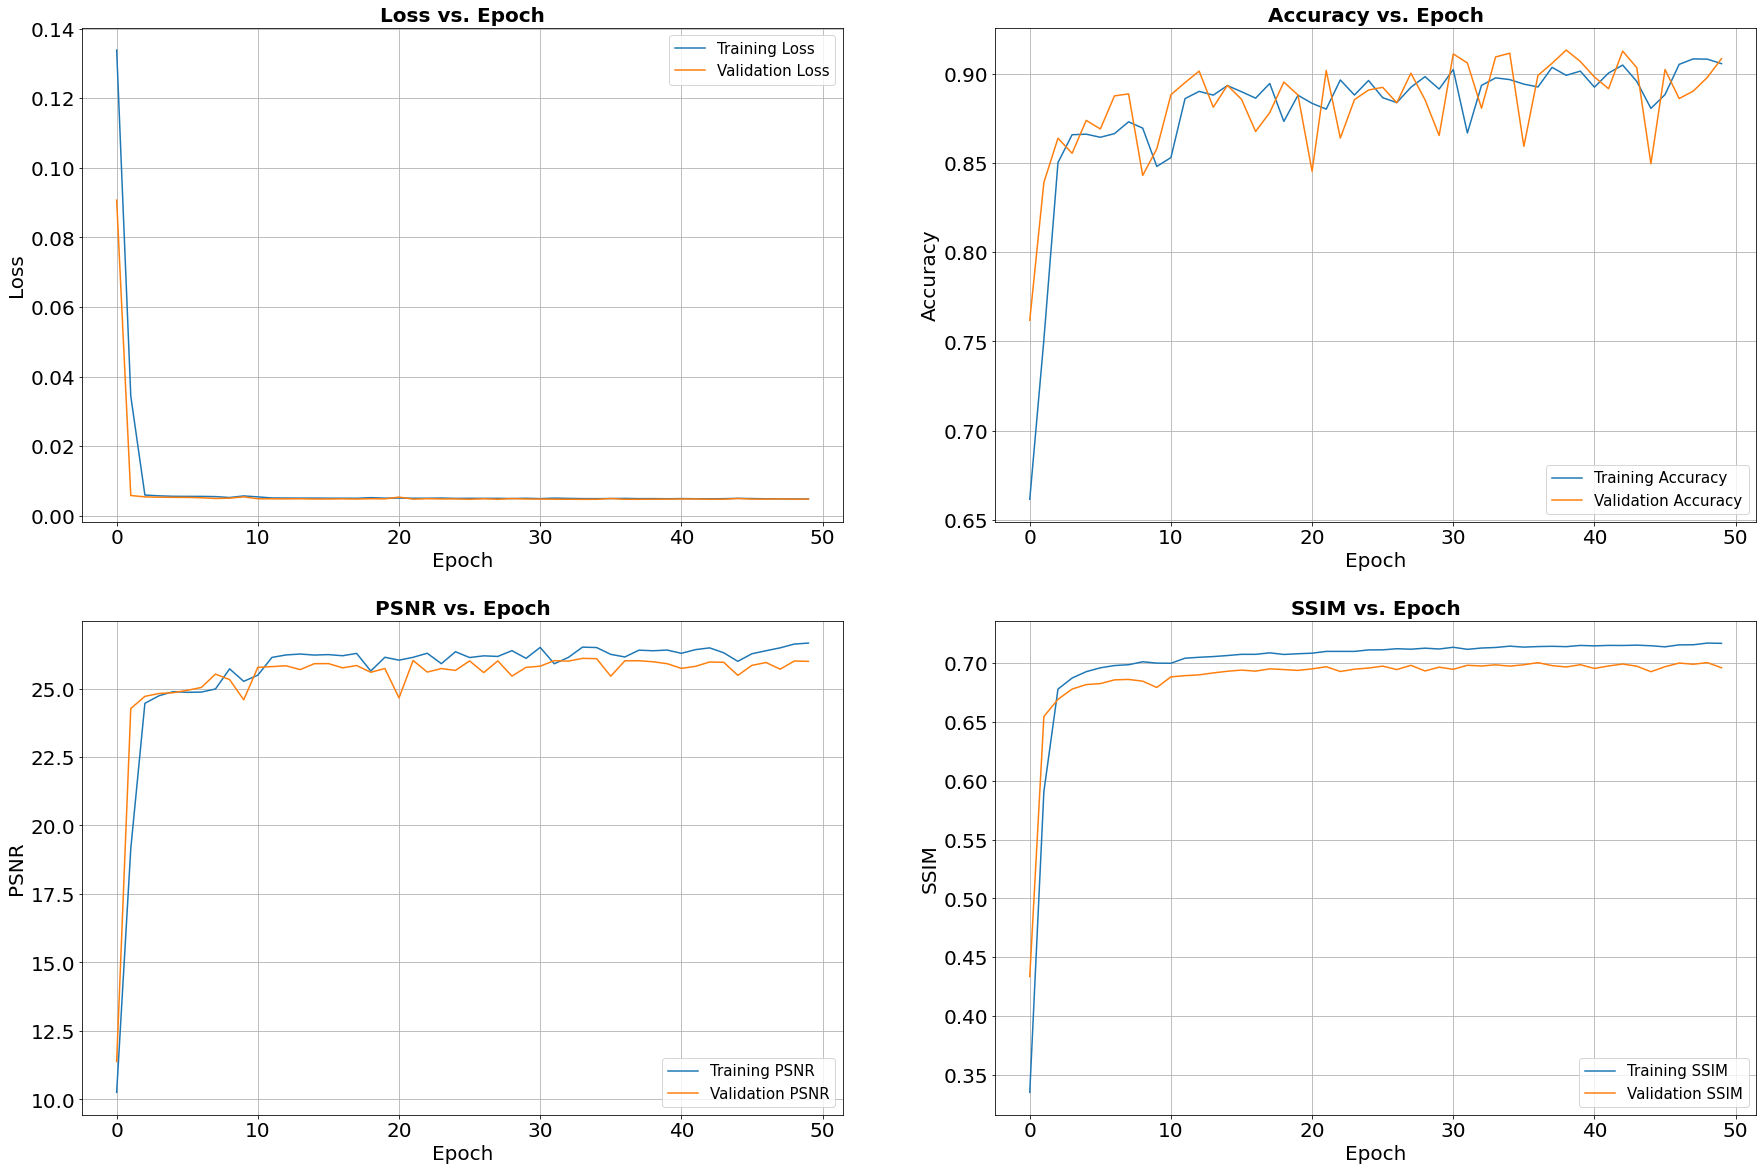 Loss vs. Epoch
0.14
0.12
0.10
0.08
0.06
0.04
0.02
0.00
Loss
Training Loss
Validation Loss
0 10 20 30 40 50
Epoch
Accuracy vs. Epoch
0.90
0.85
0.80
0.75
0.70
0.65
Accuracy
Training Accuracy
Validation Accuracy
0 10 20 30 40 50
Epoch
PSNR vs. Epoch
25.0
22.5
20.0
17.5
15.0
12.5
10.0
PSNR
Training PSNR
Validation PSNR
0 10 20 30 40 50
Epoch
SSIM vs. Epoch
0.70
0.65
0.60
0.55
0.50
0.45
0.40
0.35
SSIM
Training SSIM
Validation SSIM
0 10 20 30 40 50
Epoch